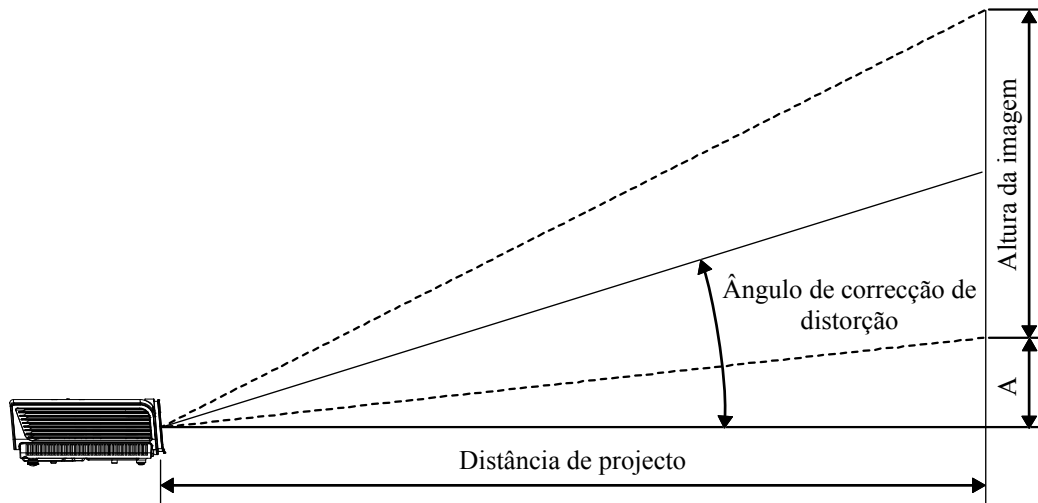 Altura da imagem
Ângulo de correcção de
distorção
A
Distância de projecto